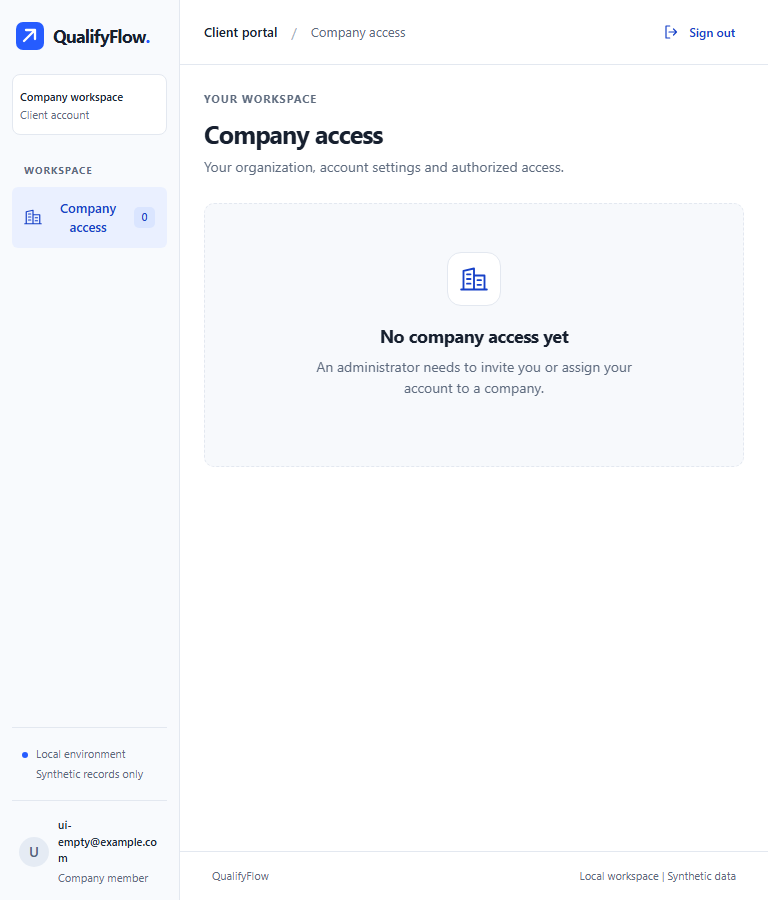 QualifyFlow.
Company workspace
Client account
WORKSPACE
Company
access
0
Local environment
Synthetic records only
U
ui-
empty@example.co
m
Company member
Client portal / Company access
Sign out
YOUR WORKSPACE
Company access
Your organization, account settings and authorized access.
No company access yet
An administrator needs to invite you or assign your
account to a company.
QualifyFlow
Local workspace | Synthetic data